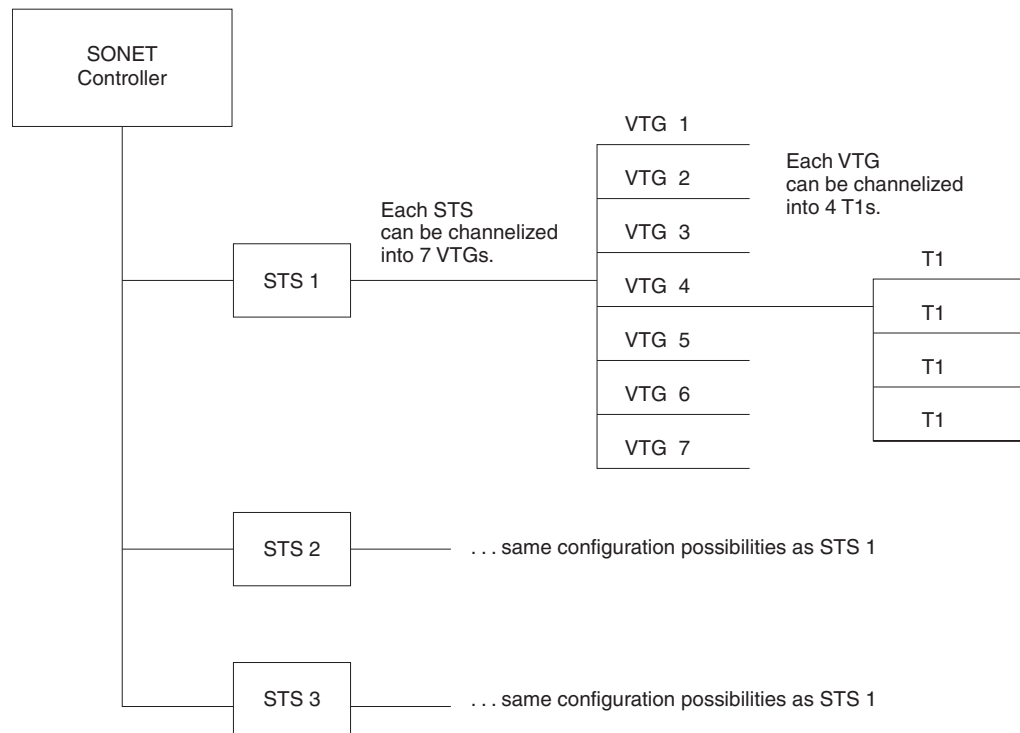 SONET
Controller
VTG 1
VTG 2
VTG 3
VTG 4
VTG 5
VTG 6
VTG 7
Each VTG
can be channelized
into 4 T1s.
Each STS
can be channelized
into 7 VTGs.
STS 1
T1
T1
T1
T1
STS 2
. . . same configuration possibilities as STS 1
STS 3
. . . same configuration possibilities as STS 1